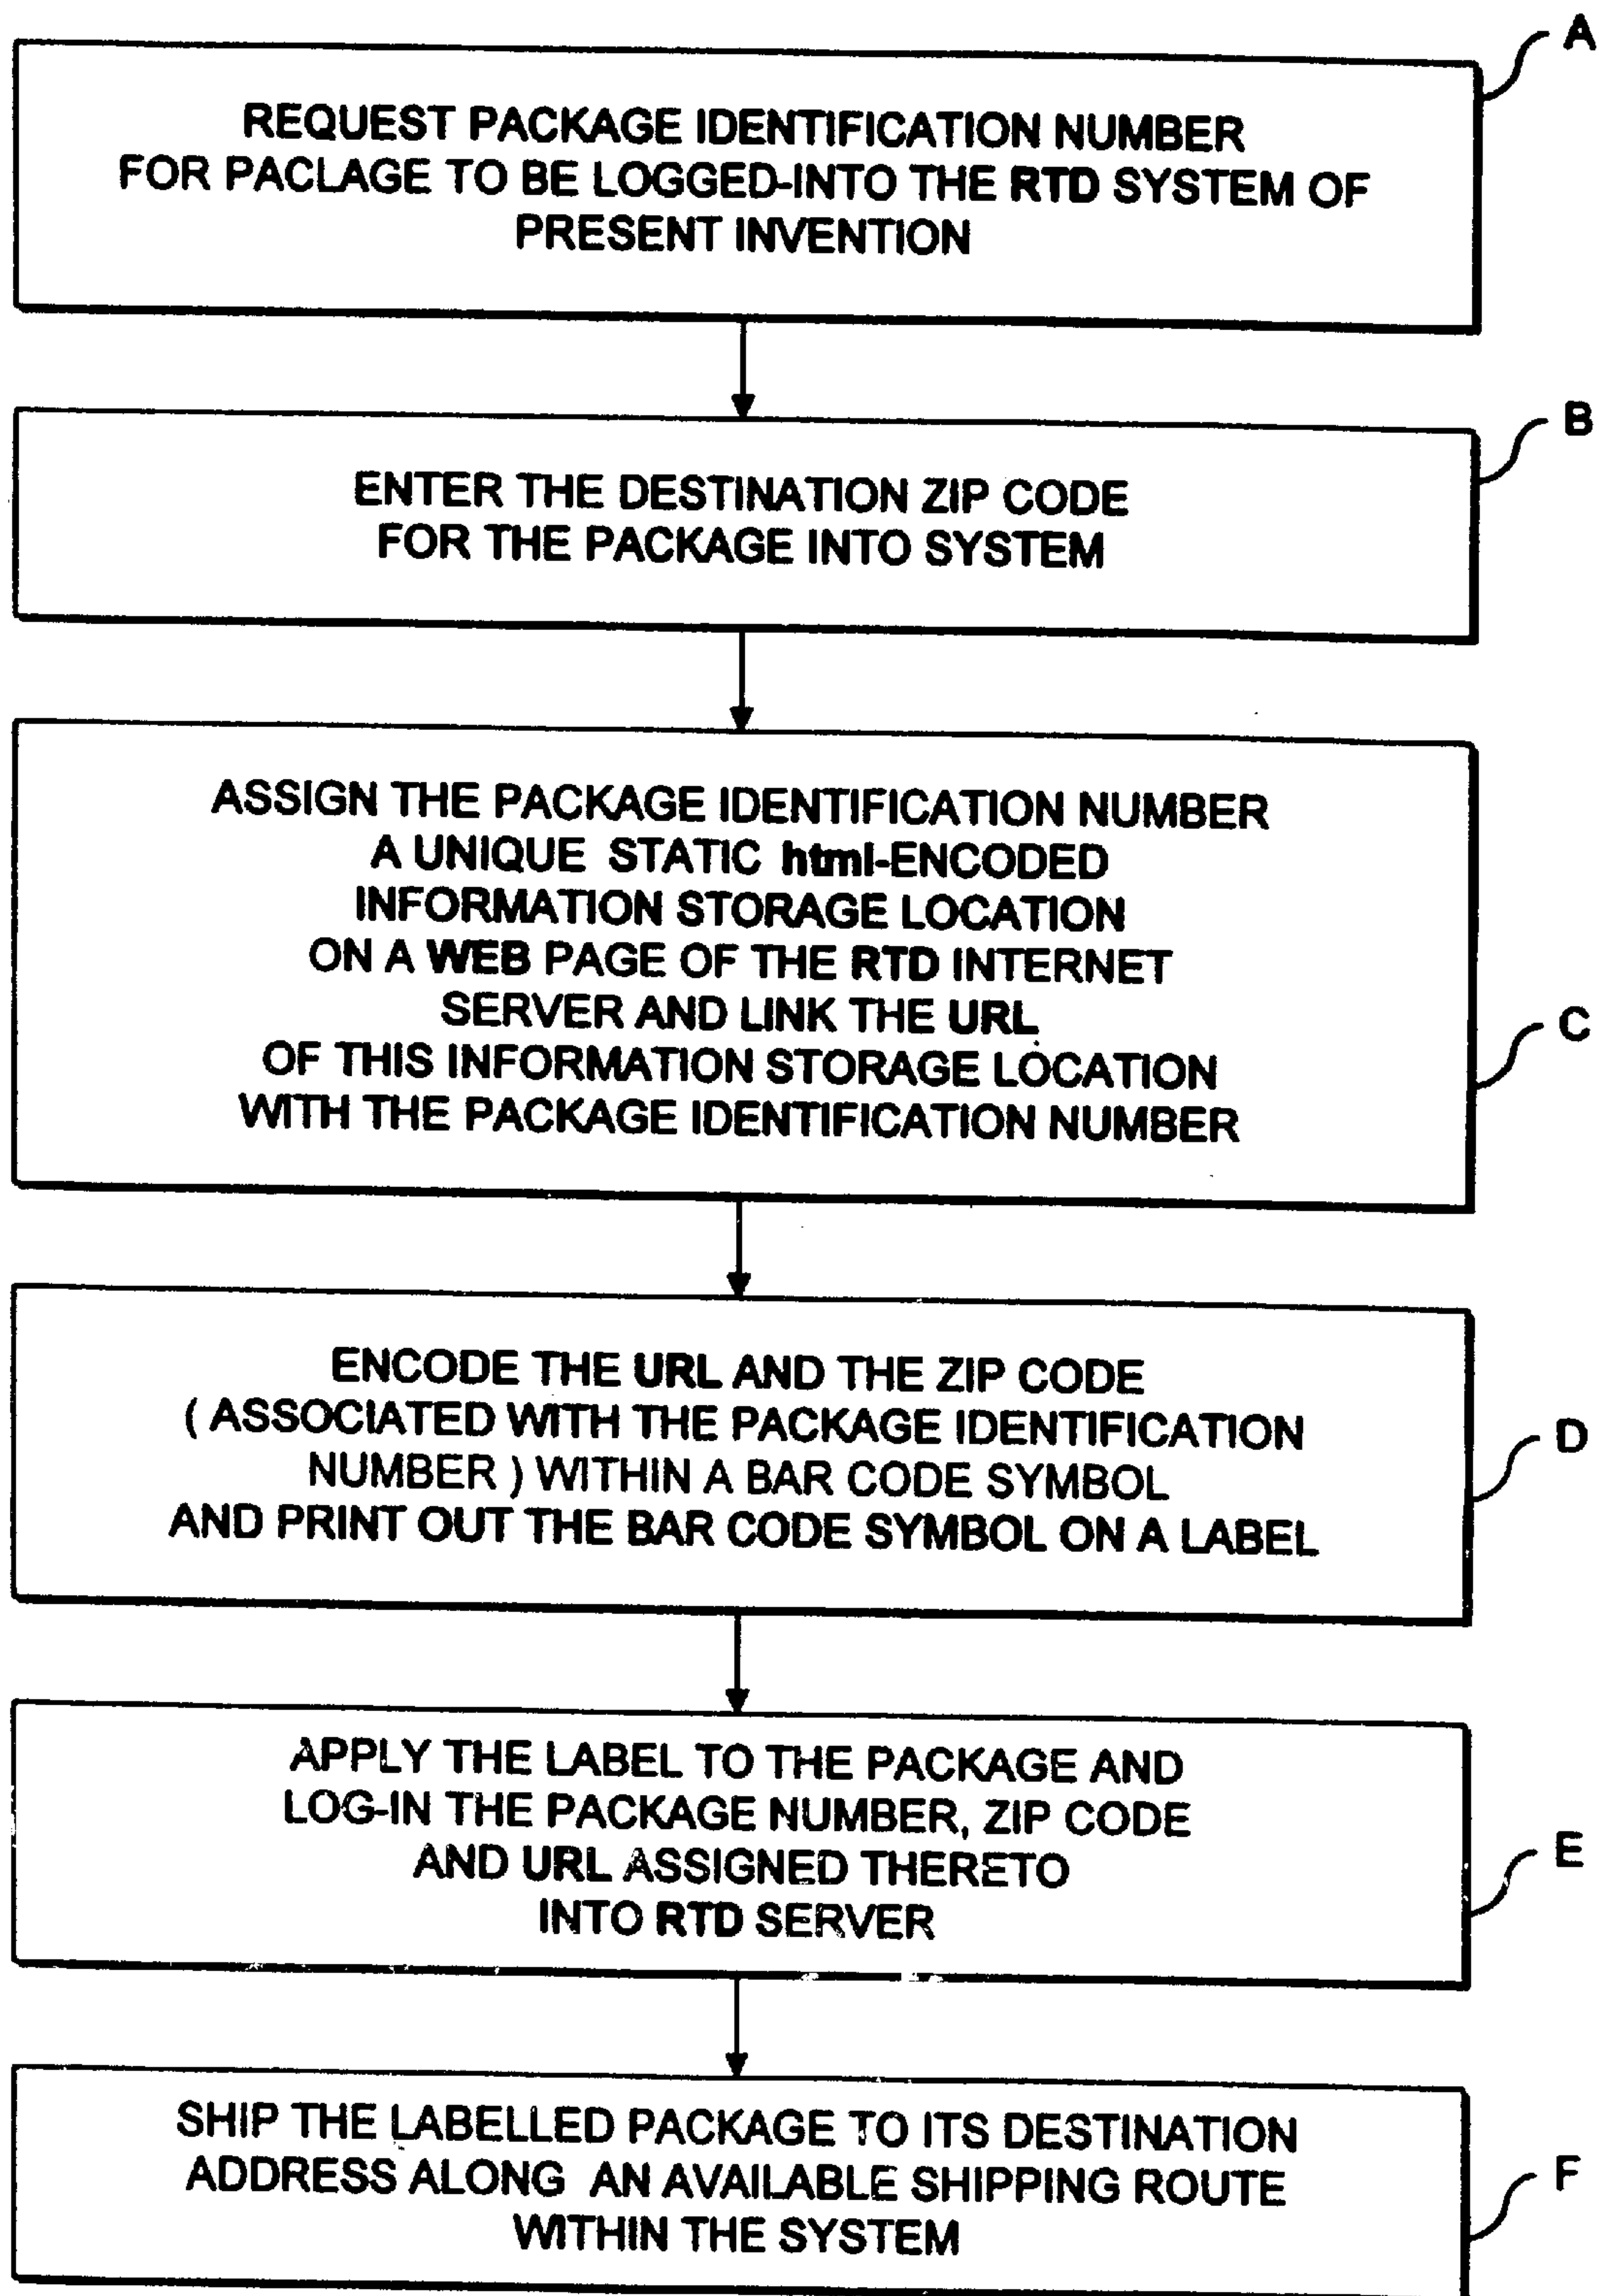 A
REQUEST PACKAGE IDENTIFICATION NUMBER
FOR PACLAGE TO BE LOGGED-INTO THE RTD SYSTEM OF
PRESENT INVENTION
B
ENTER THE DESTINATION ZIP CODE
FOR THE PACKAGE INTO SYSTEM
ASSIGN THE PACKAGE IDENTIFICATION NUMBER
A UNIQUE STATIC html-ENCODED
INFORMATION STORAGE LOCATION
ON A WEB PAGE OF THE RTD INTERNET
SERVER AND LINK THE URL
OF THIS INFORMATION STORAGE LOCATION
WITH THE PACKAGE IDENTIFICATION NUMBER
C
ENCODE THE URL AND THE ZIP CODE
( ASSOCIATED WITH THE PACKAGE IDENTIFICATION
NUMBER ) WITHIN A BAR CODE SYMBOL
AND PRINT OUT THE BAR CODE SYMBOL ON A LABEL
D
APPLY THE LABEL TO THE PACKAGE AND
LOG-IN THE PACKAGE NUMBER, ZIP CODE
AND URL ASSIGNED THERETO
INTO RTD SERVER
E
SHIP THE LABELLED PACKAGE TO ITS DESTINATION
ADDRESS ALONG AN AVAILABLE SHIPPING ROUTE
WITHIN THE SYSTEM
F